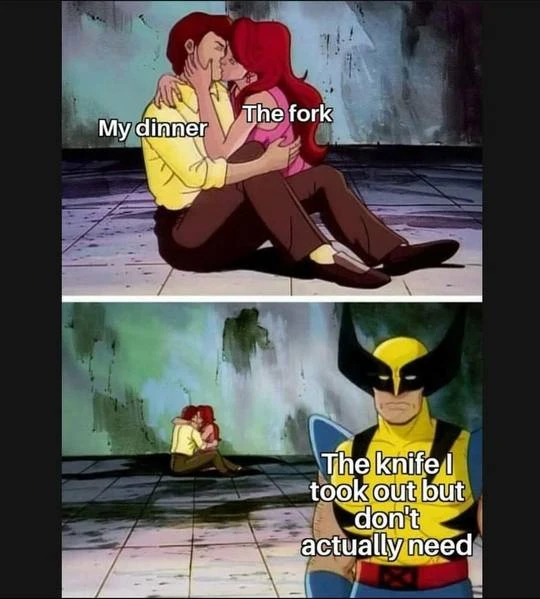 My dinner
The fork
The knife I
took out but
don't
actually need